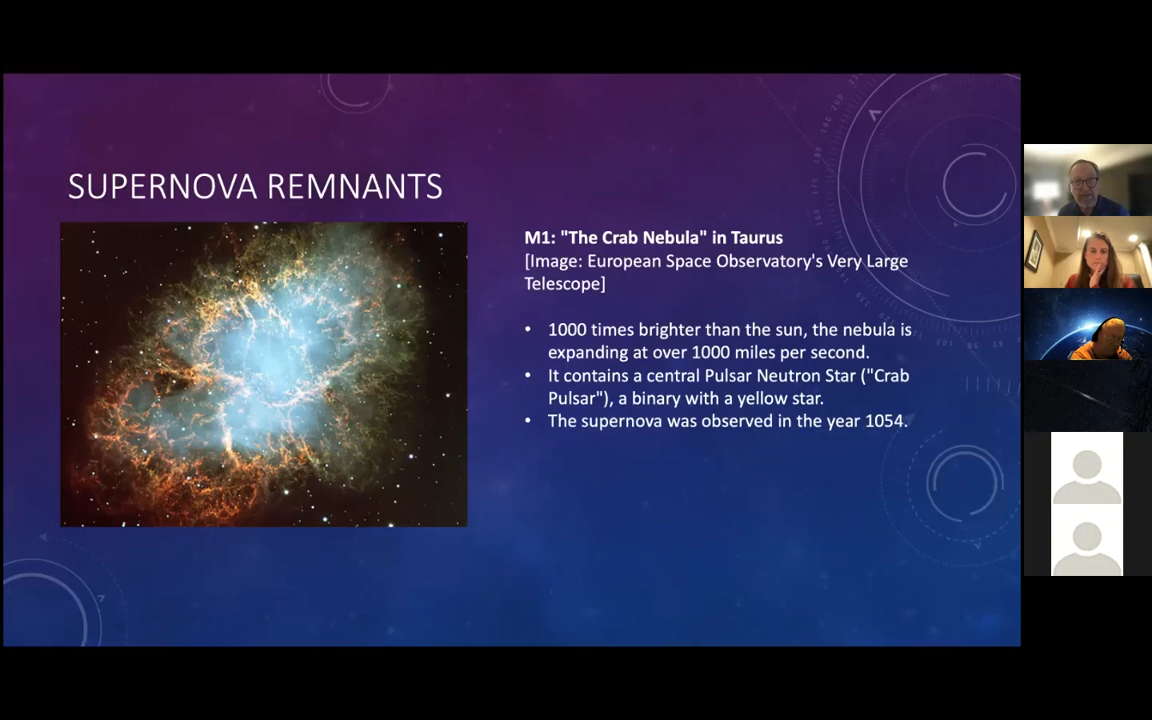 SUPERNOVA REMNANTS
M1: "The Crab Nebula" in Taurus
[Image: European Space Observatory's Very Large
Telescope]
• 1000 times brighter than the sun, the nebula is
expanding at over 1000 miles per second.
• It contains a central Pulsar Neutron Star ("Crab
Pulsar"), a binary with a yellow star.
• The supernova was observed in the year 1054.